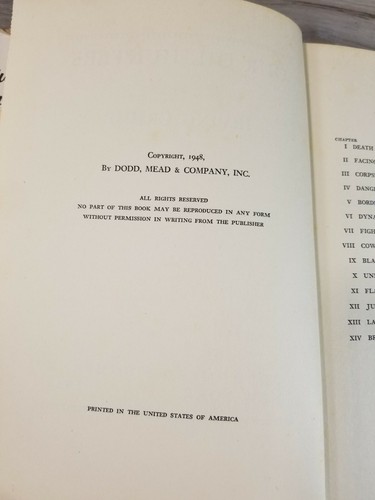 Copyright, 1948,
By DODD, MEAD & COMPANY, INC.
ALL RIGHTS RESERVED
NO PART OF THIS BOOK MAY BE REPRODUCED IN ANY FORM
WITHOUT PERMISSION IN WRITING FROM THE PUBLISHER
PRINTED IN THE UNITED STATES OF AMERICA
CHAPTER
I DEATH
II FACING
III CORPS
IV DANG
V BORD
VI DYNA
VII FIGH
VIII COW
IX BLA
X UN
XI FLA
XII JU
XIII LA
XIV BR